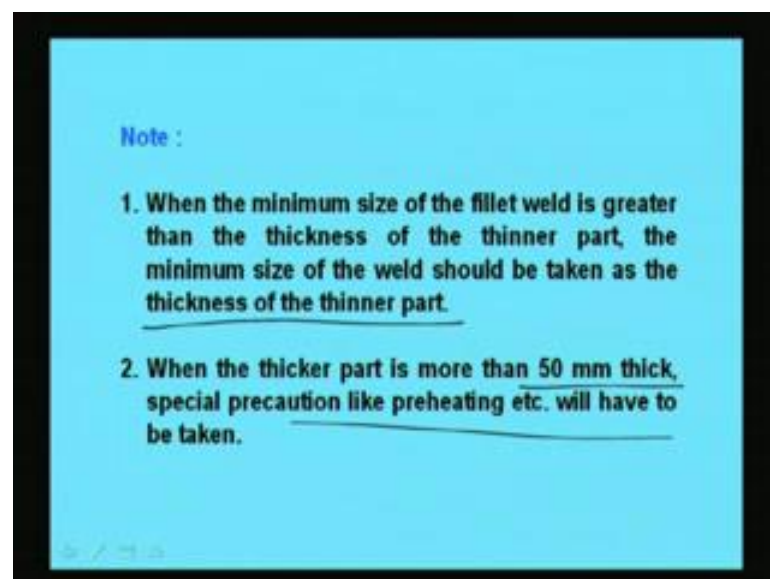 Note :
1. When the minimum size of the fillet weld is greater
than the thickness of the thinner part, the
minimum size of the weld should be taken as the
thickness of the thinner part.
2. When the thicker part is more than 50 mm thick,
special precaution like preheating etc. will have to
be taken.